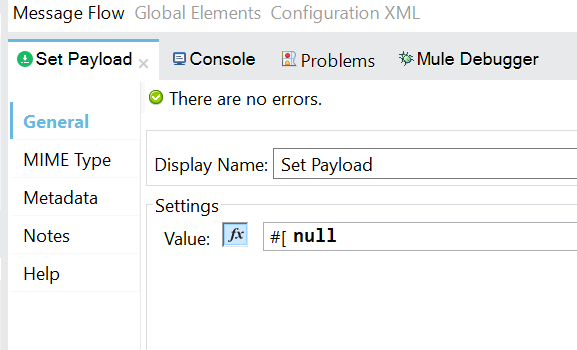 Message Flow Global Elements Configuration XML
Set Payload Console Problems Mule Debugger
There are no errors.
General
MIME Type
Metadata
Notes
Help
Display Name: Set Payload
Settings
Value: fx #[ null